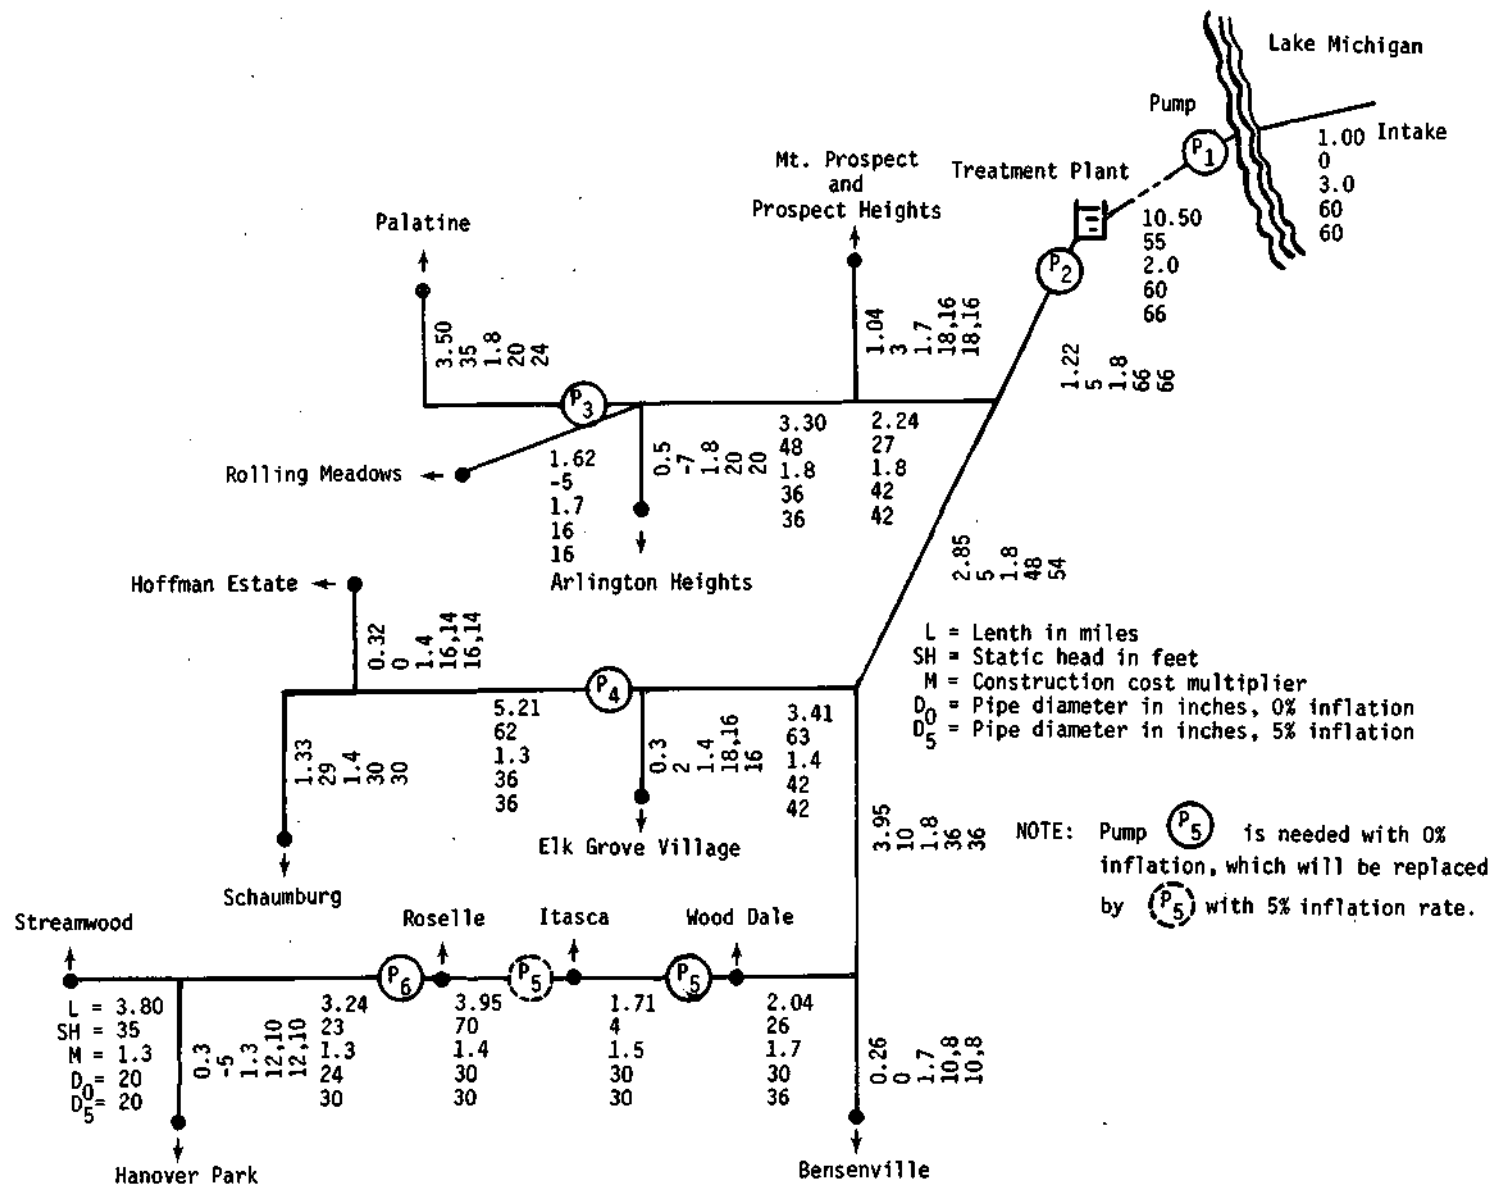 Lake Michigan
Pump
P1
Intake
1.00
0
3.0
60
60
Treatment Plant
10.50
55
2.0
60
66
P2
Mt. Prospect
and
Prospect Heights
1.04
3
1.7
18,16
18,16
1.22
5
1.8
66
66
Palatine
3.50
35
1.8
20
24
P3
Rolling Meadows
1.62
-5
1.7
16
16
0.5
-7
1.8
20
20
3.30
48
1.8
36
36
2.24
27
1.8
42
42
Arlington Heights
2.85
5
1.8
48
54
Hoffman Estate
0.32
0
1.4
16,14
16,14
L = Lenth in miles
SH = Static head in feet
M = Construction cost multiplier
D0 = Pipe diameter in inches, 0% inflation
D5 = Pipe diameter in inches, 5% inflation
P4
1.33
29
1.4
30
30
5.21
62
1.3
36
36
0.3
2
1.4
18,16
16
3.41
63
1.4
42
42
3.95
10
1.8
36
36
Elk Grove Village
Schaumburg
NOTE: Pump P5 is needed with 0%
inflation, which will be replaced
by P5 with 5% inflation rate.
Streamwood
Roselle
Itasca
Wood Dale
P6
P5
P5
L = 3.80
SH = 35
M = 1.3
D0= 20
D5= 20
0.3
-5
1.3
12,10
12,10
3.24
23
1.3
24
30
3.95
70
1.4
30
30
1.71
4
1.5
30
30
2.04
26
1.7
30
36
0.26
0
1.7
10,8
10,8
Hanover Park
Bensenville